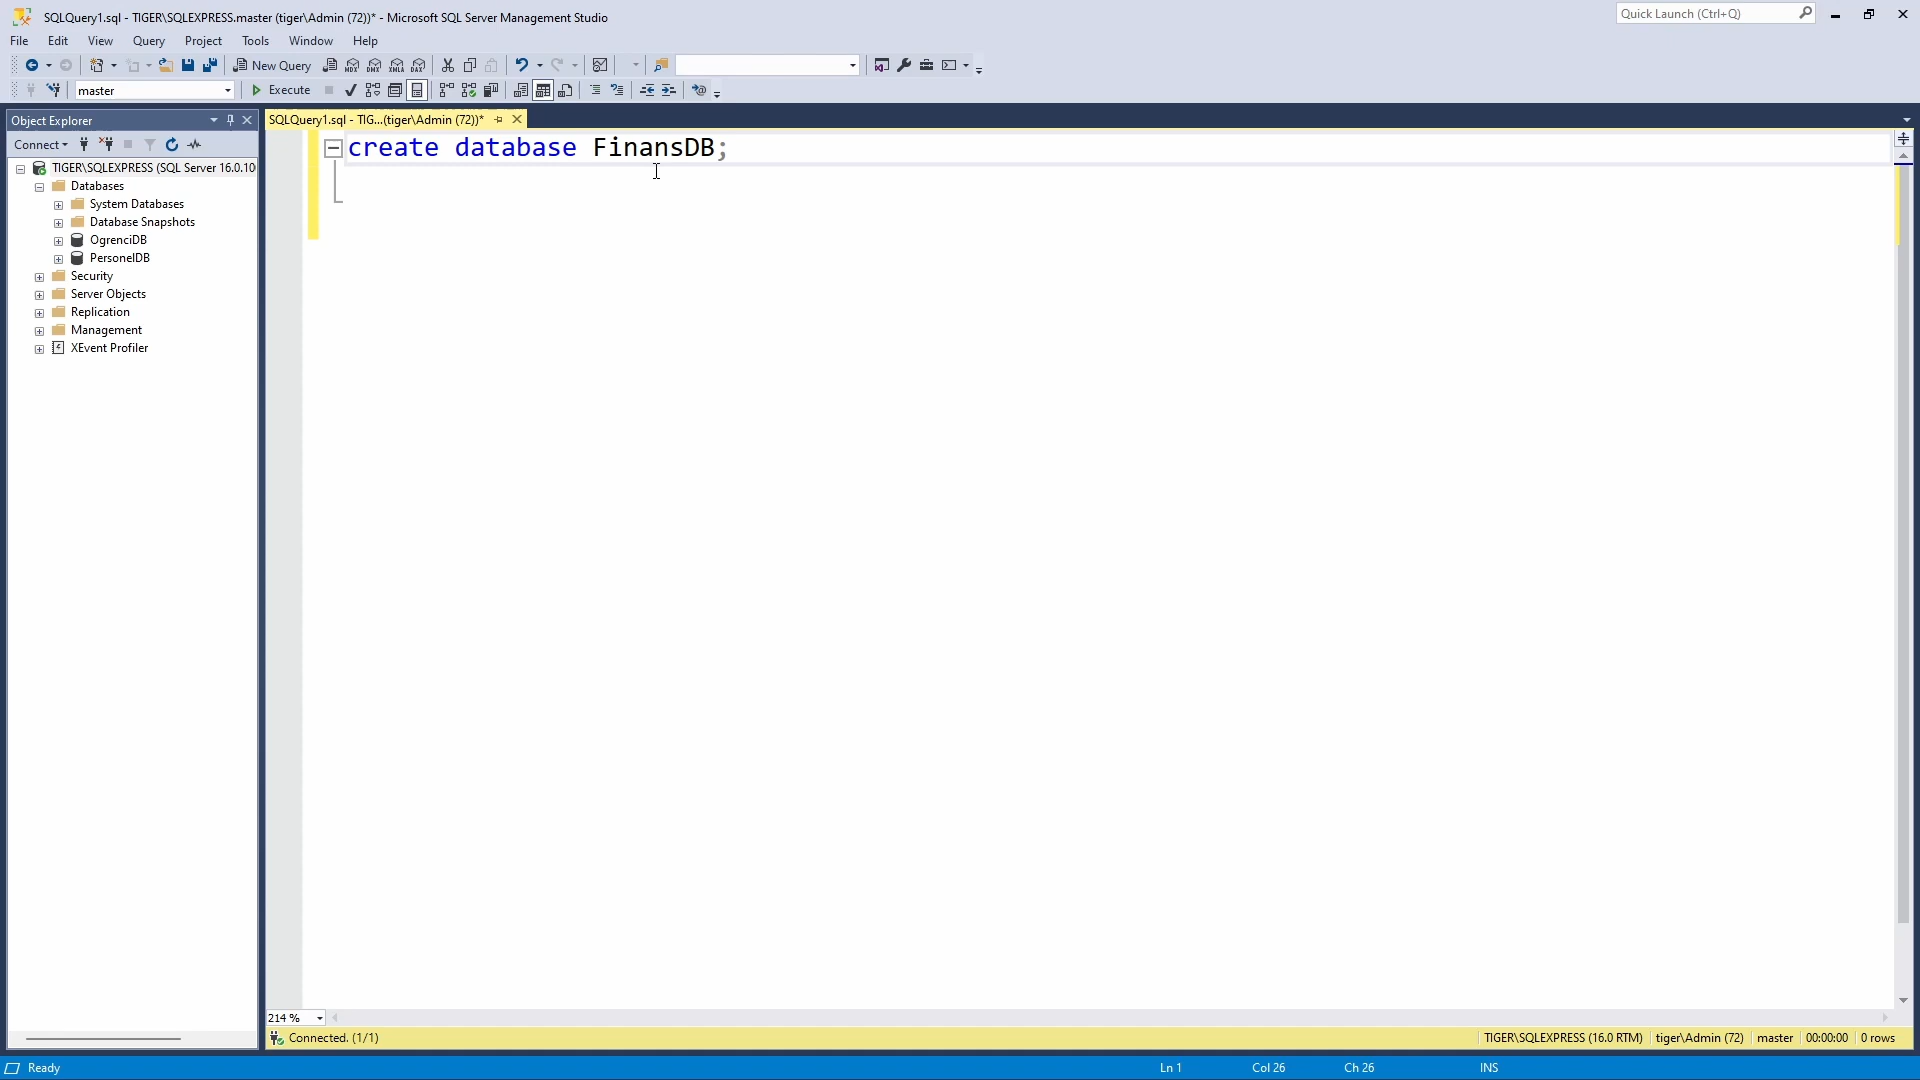 SQLQuery1.sql - TIGER\SQLEXPRESS.master (tiger\Admin (72))* - Microsoft SQL Server Management Studio
Quick Launch (Ctrl+Q)
File Edit View Query Project Tools Window Help
New Query
MDX DMX XMLA DAX
master
Execute
Object Explorer
SQLQuery1.sql - TIG...(tiger\Admin (72))*
Connect
TIGER\SQLEXPRESS (SQL Server 16.0.10
Databases
System Databases
Database Snapshots
OgrenciDB
PersonelDB
Security
Server Objects
Replication
Management
XEvent Profiler
create database FinansDB;
214 %
Connected. (1/1)
TIGER\SQLEXPRESS (16.0 RTM) tiger\Admin (72) master 00:00:00 0 rows
Ready Ln 1 Col 26 Ch 26 INS